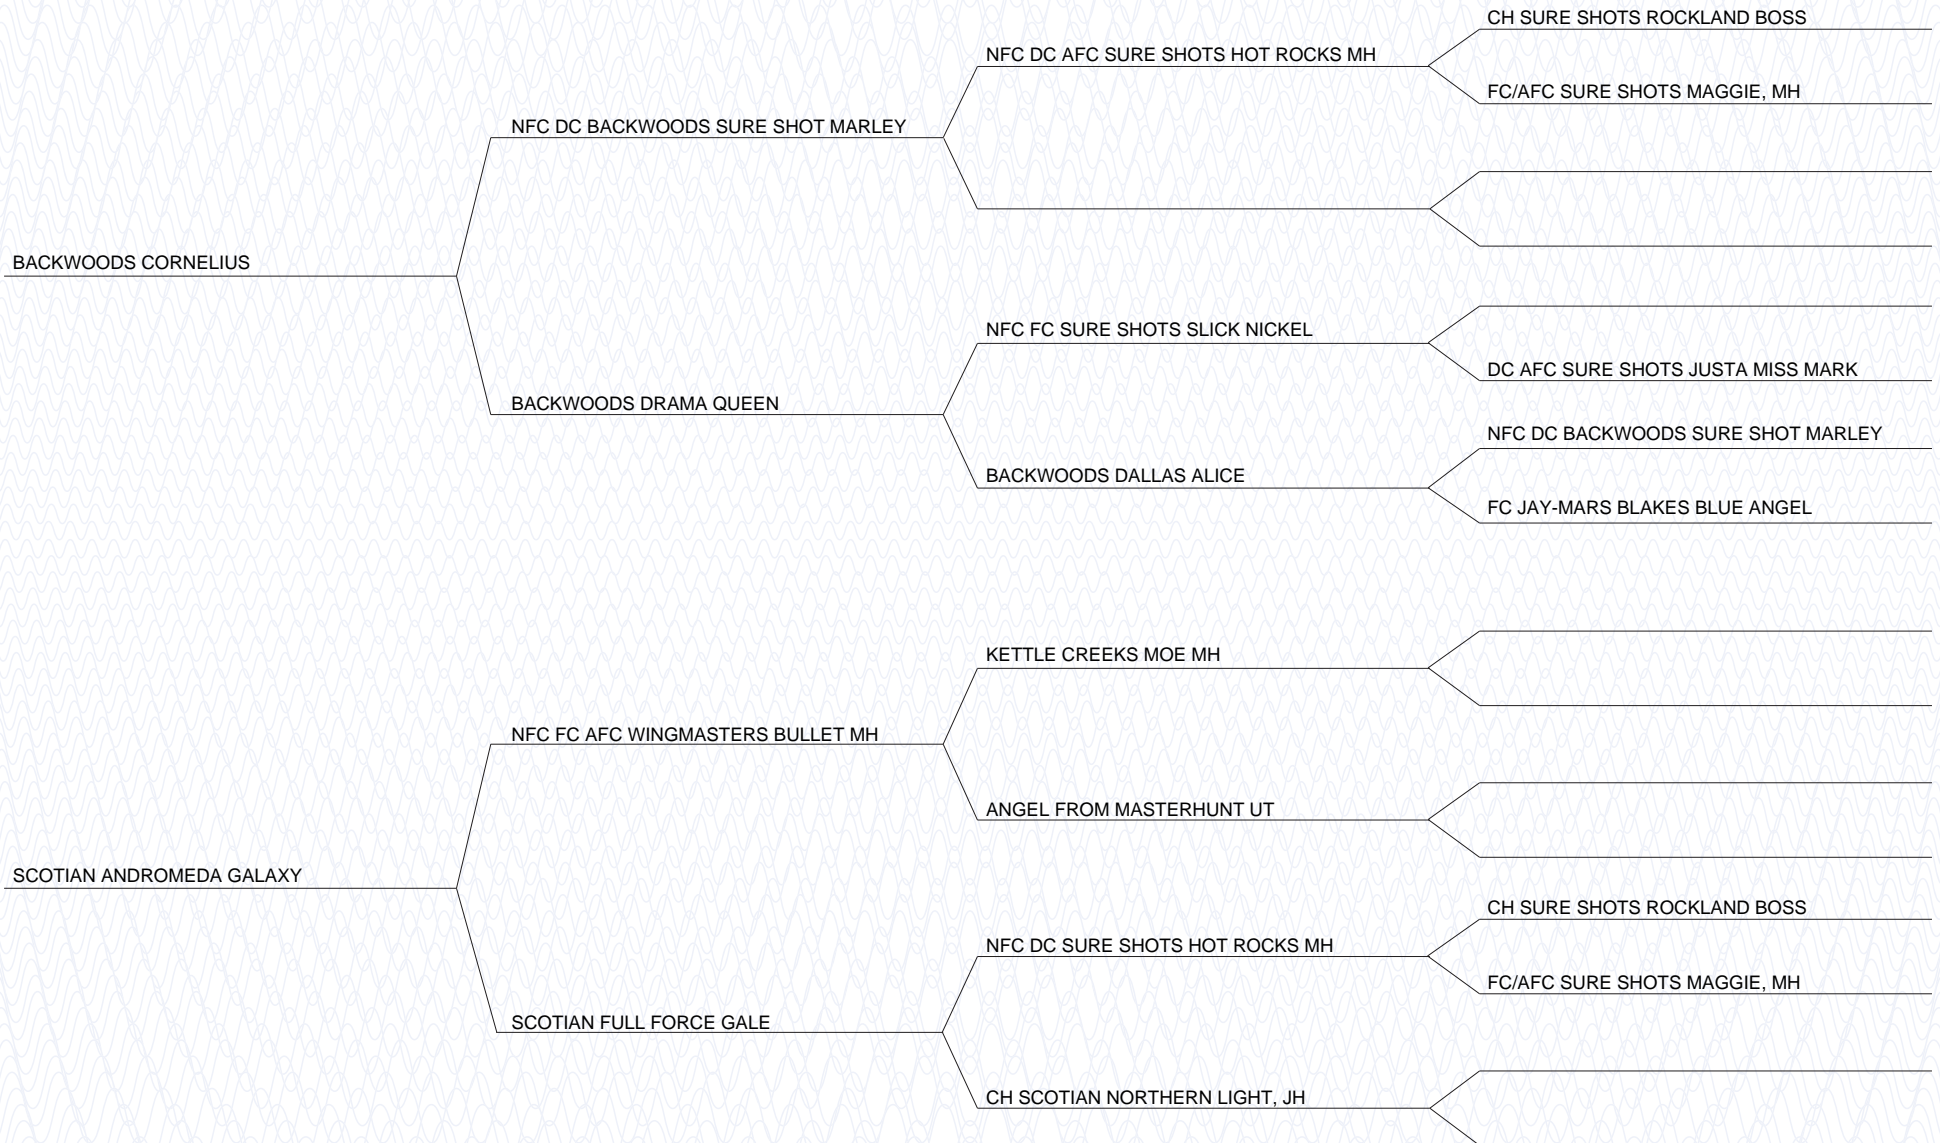 CH SURE SHOTS ROCKLAND BOSS
NFC DC AFC SURE SHOTS HOT ROCKS MH
FC/AFC SURE SHOTS MAGGIE, MH
NFC DC BACKWOODS SURE SHOT MARLEY
BACKWOODS CORNELIUS
NFC FC SURE SHOTS SLICK NICKEL
DC AFC SURE SHOTS JUSTA MISS MARK
BACKWOODS DRAMA QUEEN
NFC DC BACKWOODS SURE SHOT MARLEY
BACKWOODS DALLAS ALICE
FC JAY-MARS BLAKES BLUE ANGEL
KETTLE CREEKS MOE MH
NFC FC AFC WINGMASTERS BULLET MH
ANGEL FROM MASTERHUNT UT
SCOTIAN ANDROMEDA GALAXY
CH SURE SHOTS ROCKLAND BOSS
NFC DC SURE SHOTS HOT ROCKS MH
FC/AFC SURE SHOTS MAGGIE, MH
SCOTIAN FULL FORCE GALE
CH SCOTIAN NORTHERN LIGHT, JH